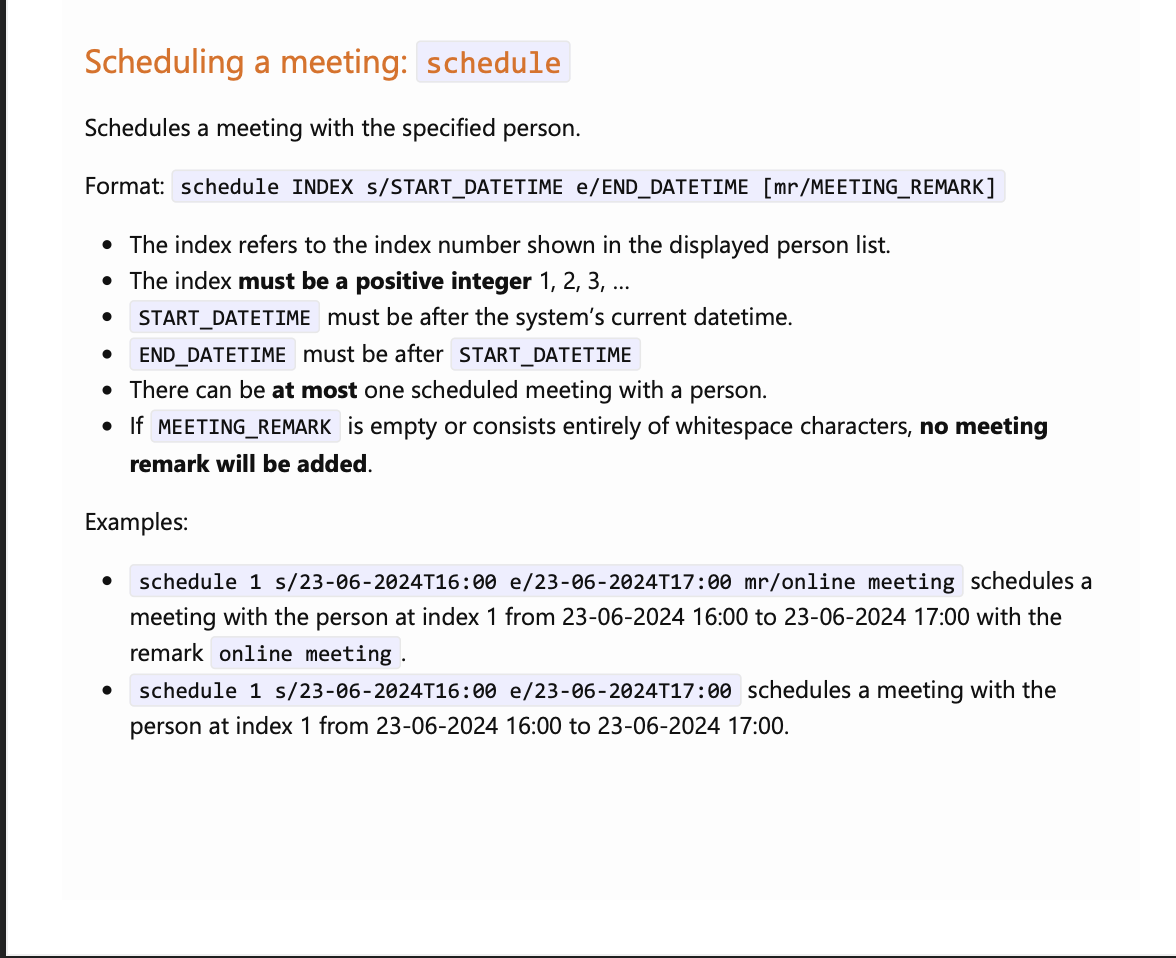 Scheduling a meeting: schedule
Schedules a meeting with the specified person.
Format: schedule INDEX s/START_DATETIME e/END_DATETIME [mr/MEETING_REMARK]
• The index refers to the index number shown in the displayed person list.
• The index must be a positive integer 1, 2, 3, …
• START_DATETIME must be after the system’s current datetime.
• END_DATETIME must be after START_DATETIME
• There can be at most one scheduled meeting with a person.
• If MEETING_REMARK is empty or consists entirely of whitespace characters, no meeting
remark will be added.
Examples:
• schedule 1 s/23-06-2024T16:00 e/23-06-2024T17:00 mr/online meeting schedules a
meeting with the person at index 1 from 23-06-2024 16:00 to 23-06-2024 17:00 with the
remark online meeting.
• schedule 1 s/23-06-2024T16:00 e/23-06-2024T17:00 schedules a meeting with the
person at index 1 from 23-06-2024 16:00 to 23-06-2024 17:00.